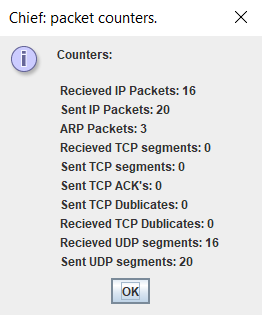 Chief: packet counters.
Counters:
Recieved IP Packets: 16
Sent IP Packets: 20
ARP Packets: 3
Recieved TCP segments: 0
Sent TCP segments: 0
Sent TCP ACK's: 0
Sent TCP Dublicates: 0
Recieved TCP Dublicates: 0
Recieved UDP segments: 16
Sent UDP segments: 20
OK